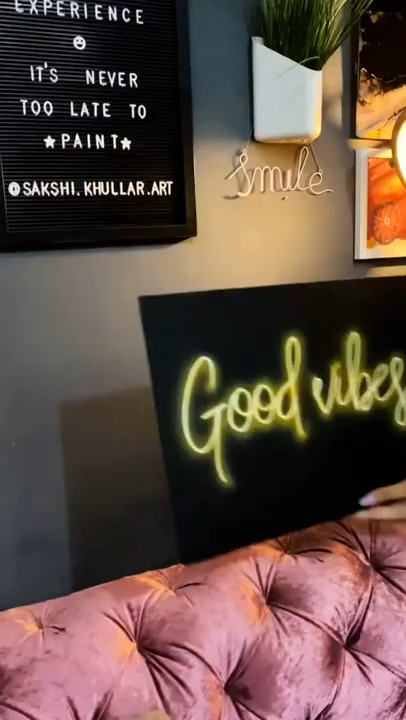 EXPERIENCE
IT'S NEVER
TOO LATE TO
★PAINT★
@SAKSHI.KHULLAR.ART
Smile
Good vibes